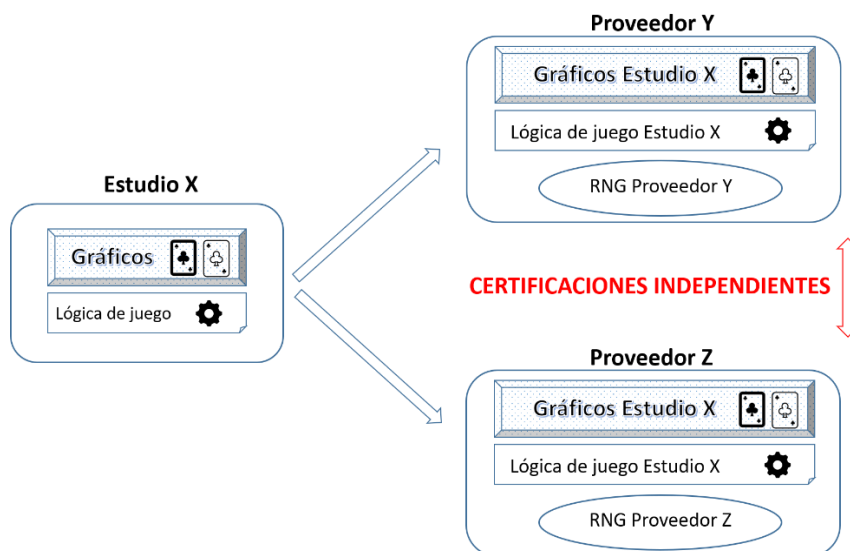 Proveedor Y
Gráficos Estudio X
Lógica de juego Estudio X
RNG Proveedor Y
Estudio X
Gráficos
Lógica de juego
CERTIFICACIONES INDEPENDIENTES
Proveedor Z
Gráficos Estudio X
Lógica de juego Estudio X
RNG Proveedor Z